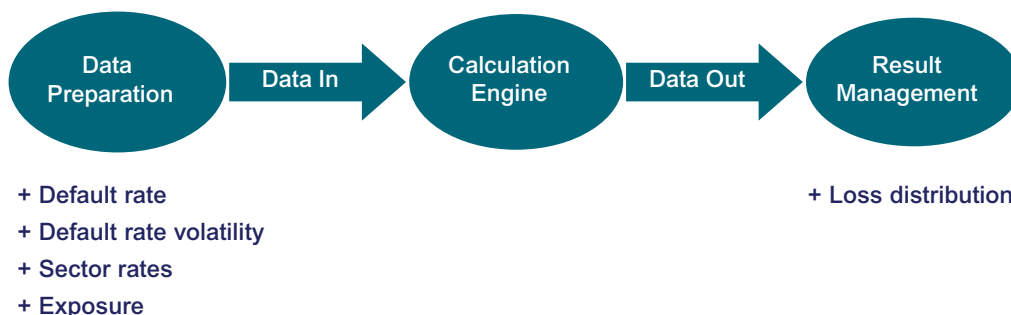 Data
Preparation
Data In
Calculation
Engine
Data Out
Result
Management
+ Default rate
+ Default rate volatility
+ Sector rates
+ Exposure
+ Loss distribution